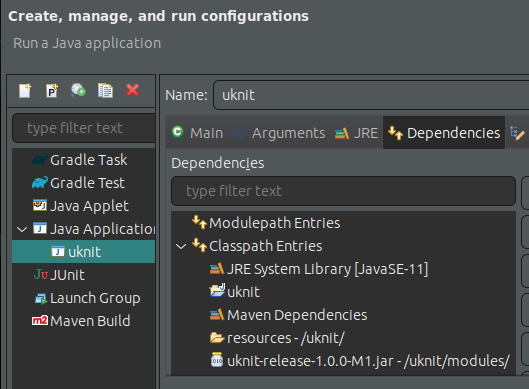 Create, manage, and run configurations
Run a Java application
Name: uknit
type filter text
Main Arguments JRE Dependencies
Dependencies
type filter text
Gradle Task
Gradle Test
Java Applet
Java Application
uknit
JUnit
Launch Group
Maven Build
Modulepath Entries
Classpath Entries
JRE System Library [JavaSE-11]
uknit
Maven Dependencies
resources - /uknit/
uknit-release-1.0.0-M1.jar - /uknit/modules/